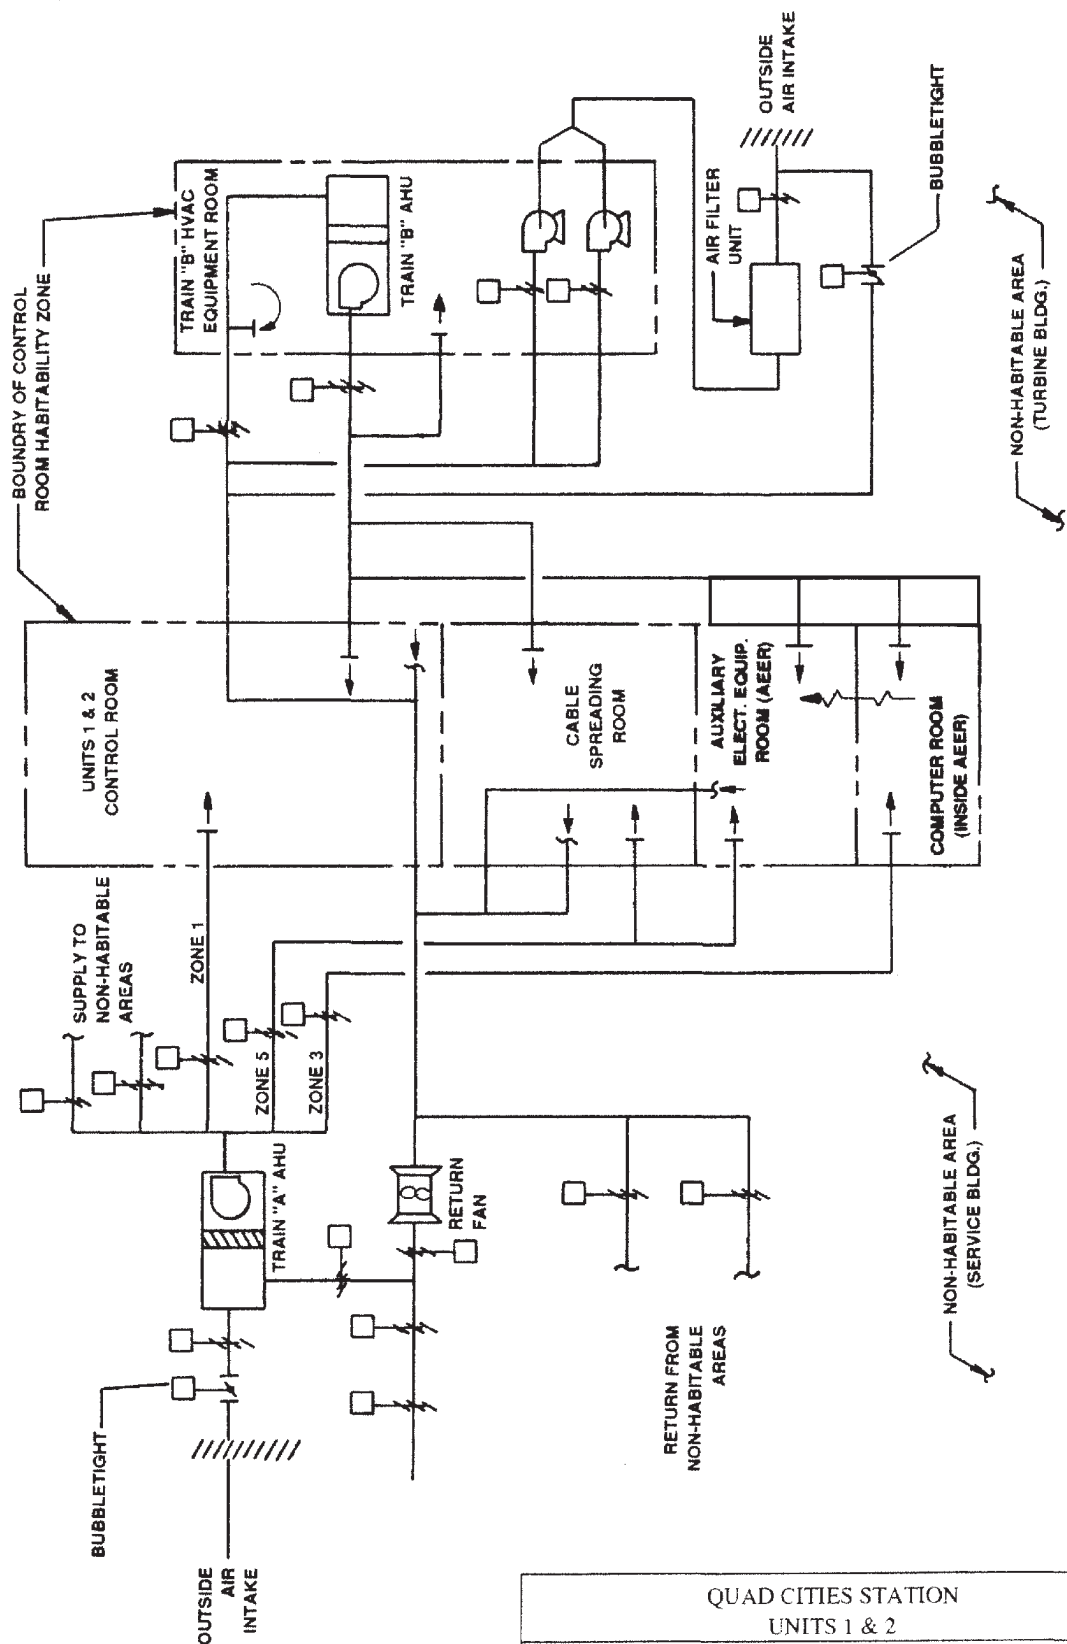 BOUNDRY OF CONTROL
ROOM HABITABILITY ZONE
TRAIN "B" HVAC
EQUIPMENT ROOM
TRAIN "B" AHU
OUTSIDE
AIR INTAKE
AIR FILTER
UNIT
BUBBLETIGHT
NON-HABITABLE AREA
(TURBINE BLDG.)
UNITS 1 & 2
CONTROL ROOM
CABLE
SPREADING
ROOM
AUXILIARY
ELECT. EQUIP.
ROOM (AEER)
COMPUTER ROOM
(INSIDE AEER)
SUPPLY TO
NON-HABITABLE
AREAS
ZONE 1
ZONE 5
ZONE 3
TRAIN "A" AHU
RETURN
FAN
BUBBLETIGHT
OUTSIDE
AIR
INTAKE
RETURN FROM
NON-HABITABLE
AREAS
NON-HABITABLE AREA
(SERVICE BLDG.)
QUAD CITIES STATION
UNITS 1 & 2